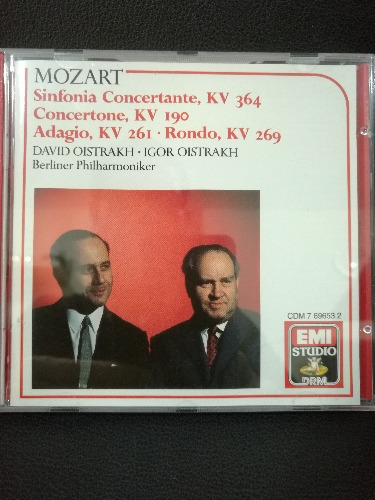 MOZART
Sinfonia Concertante, KV 364
Concertone, KV 190
Adagio, KV 261 · Rondo, KV 269
DAVID OISTRAKH · IGOR OISTRAKH
Berliner Philharmoniker
CDM 7 69653 2
EMI
STUDIO
DRM